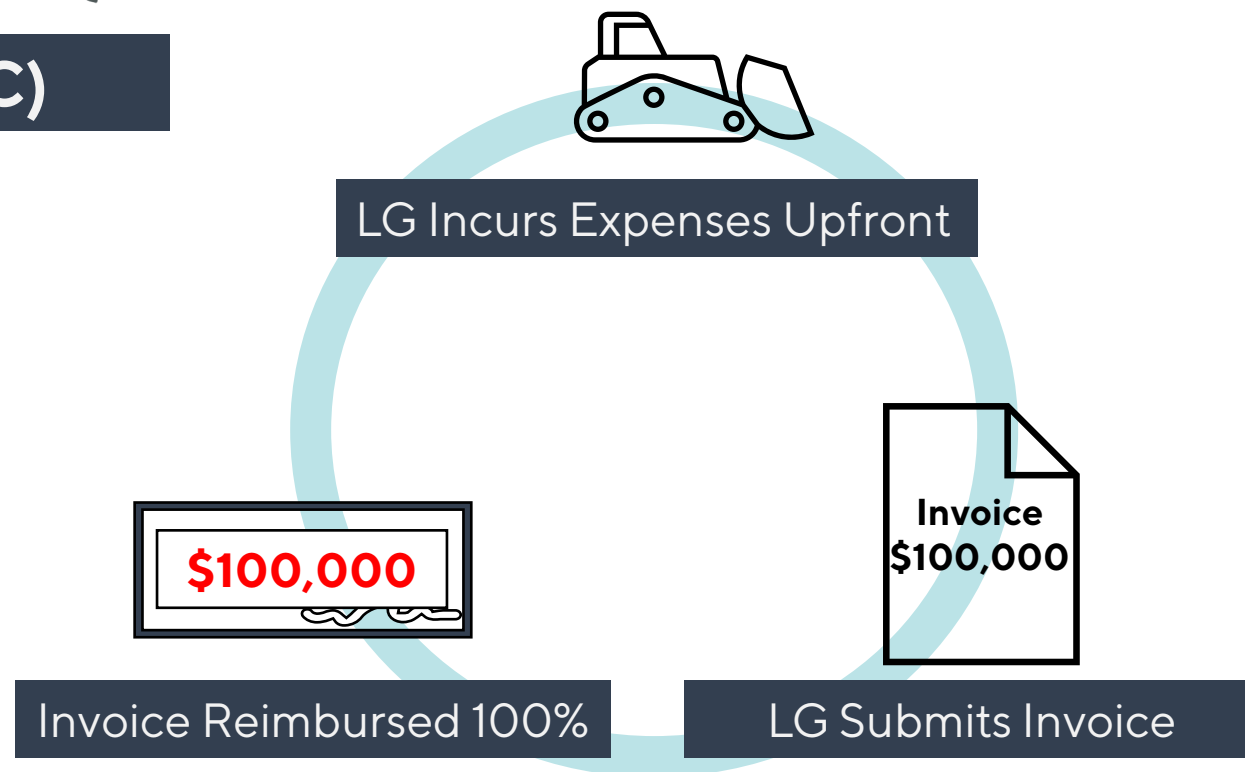 C)
LG Incurs Expenses Upfront
Invoice
$100,000
$100,000
Invoice Reimbursed 100%
LG Submits Invoice